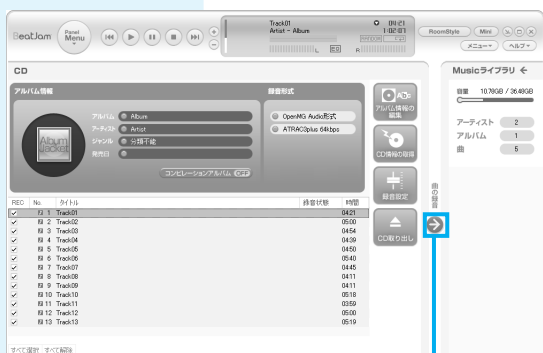 BeatJam
Panel
Menu
Track01
Artist - Album
04:21
1:02:01
L
EQ
R
RoomStyle
Mini
メニュー
ヘルプ
CD
Musicライブラリ
アルバム情報
録音形式
アルバム Album
アーティスト Artist
ジャンル 分類不能
発売日
コンピレーションアルバム OFF
Album
Jacket
OpenMG Audio形式
ATRAC3plus 64kbps
アルバム情報の
編集
CD情報の取得
録音設定
CD取り出し
容量 10.78GB / 36.48GB
アーティスト 2
アルバム 1
曲 5
曲の録音
REC No. タイトル 録音状態 時間
1 Track01 04:21
2 Track02 05:00
3 Track03 04:54
4 Track04 04:39
5 Track05 04:50
6 Track06 05:40
7 Track07 04:45
8 Track08 04:11
9 Track09 04:11
10 Track10 05:18
11 Track11 03:59
12 Track12 05:00
13 Track13 05:19
すべて選択 すべて解除